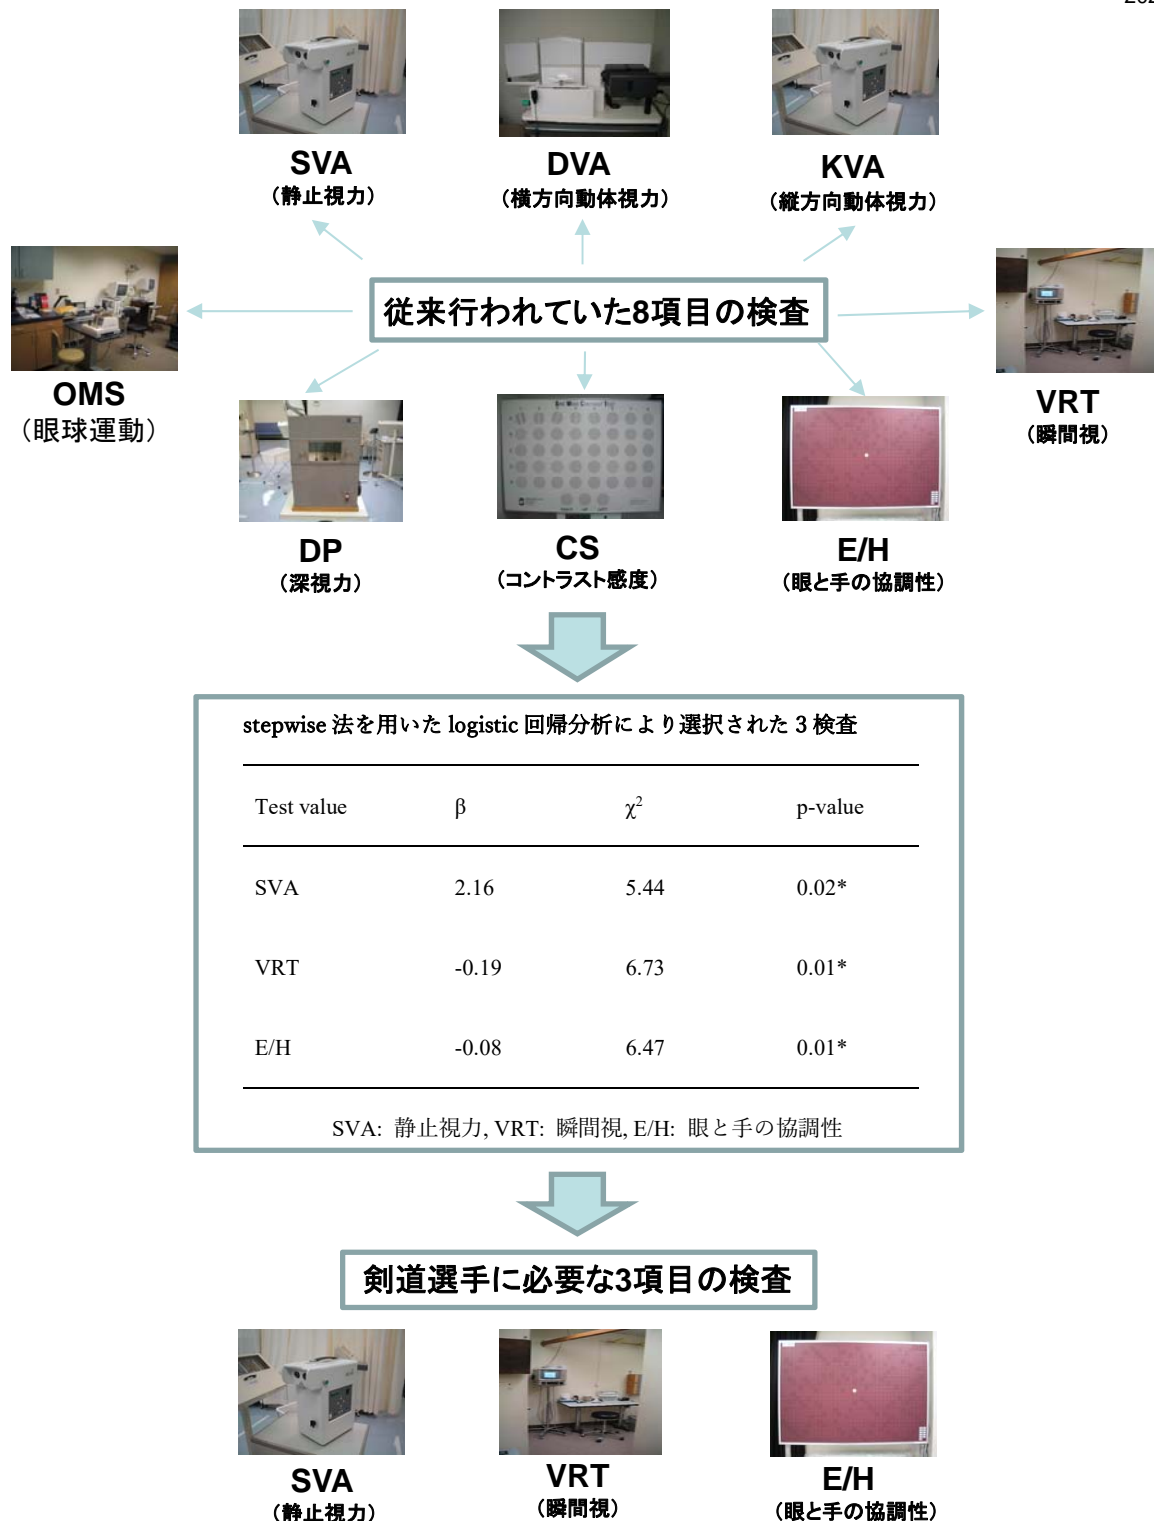 SVA
（静止視力）
DVA
（横方向動体視力）
KVA
（縦方向動体視力）
従来行われていた8項目の検査
OMS
（眼球運動）
VRT
（瞬間視）
DP
（深視力）
CS
（コントラスト感度）
E/H
（眼と手の協調性）
stepwise 法を用いた logistic 回帰分析により選択された 3 検査
Test value β χ² p-value
SVA 2.16 5.44 0.02*
VRT -0.19 6.73 0.01*
E/H -0.08 6.47 0.01*
SVA: 静止視力, VRT: 瞬間視, E/H: 眼と手の協調性
剣道選手に必要な3項目の検査
SVA
（静止視力）
VRT
（瞬間視）
E/H
（眼と手の協調性）